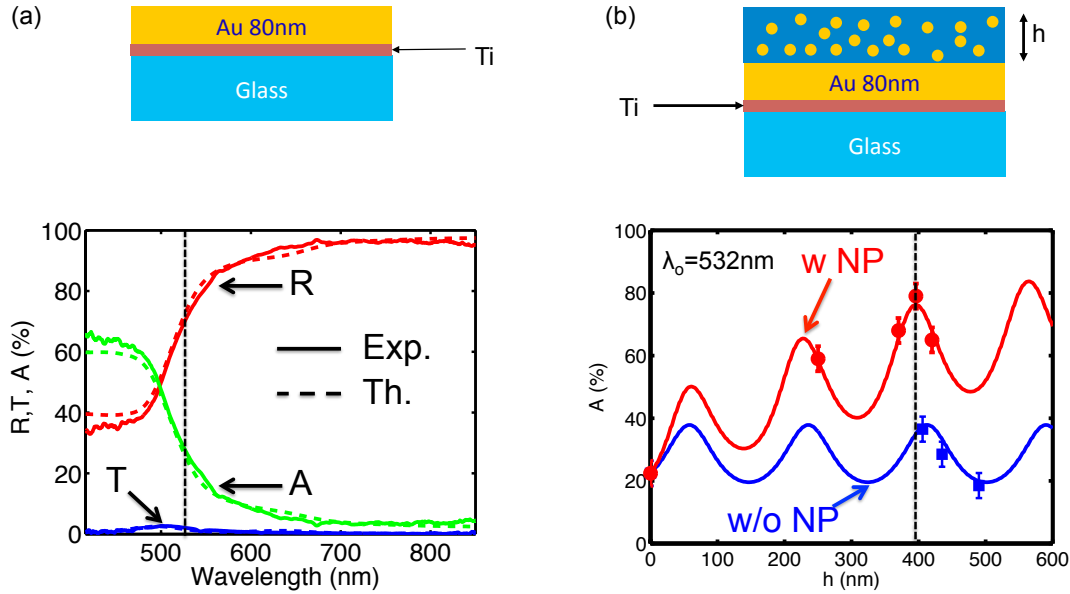 (a)
Au 80nm
Ti
Glass
(b)
h
Au 80nm
Ti
Glass
100
80
60
40
20
0
R,T, A (%)
R
Exp.
Th.
T
A
500
600
700
800
Wavelength (nm)
100
80
60
40
20
0
A (%)
λo=532nm
w NP
w/o NP
0
100
200
300
400
500
600
h (nm)